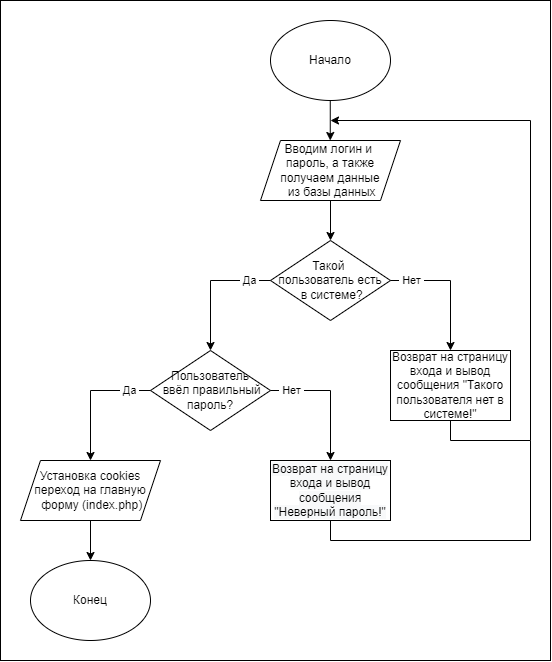 Начало
Вводим логин и
пароль, а также
получаем данные
из базы данных
Такой
пользователь есть
в системе?
Да
Нет
Возврат на страницу
входа и вывод
сообщения "Такого
пользователя нет в
системе!"
Пользователь
ввёл правильный
пароль?
Да
Нет
Установка cookies
переход на главную
форму (index.php)
Возврат на страницу
входа и вывод
сообщения
"Неверный пароль!"
Конец